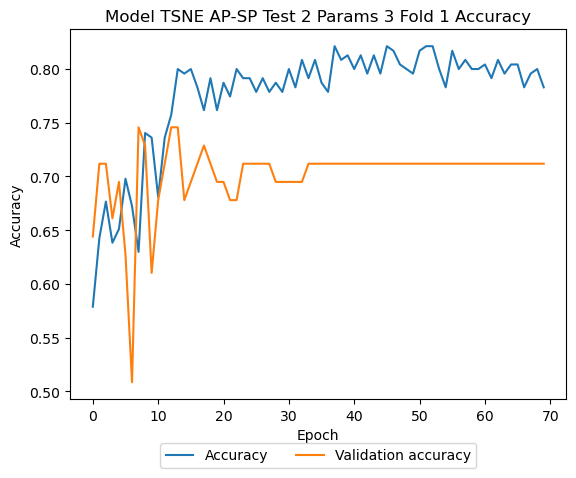 Model TSNE AP-SP Test 2 Params 3 Fold 1 Accuracy
0.80
0.75
0.70
0.65
0.60
0.55
0.50
Accuracy
0 10 20 30 40 50 60 70
Epoch
Accuracy Validation accuracy